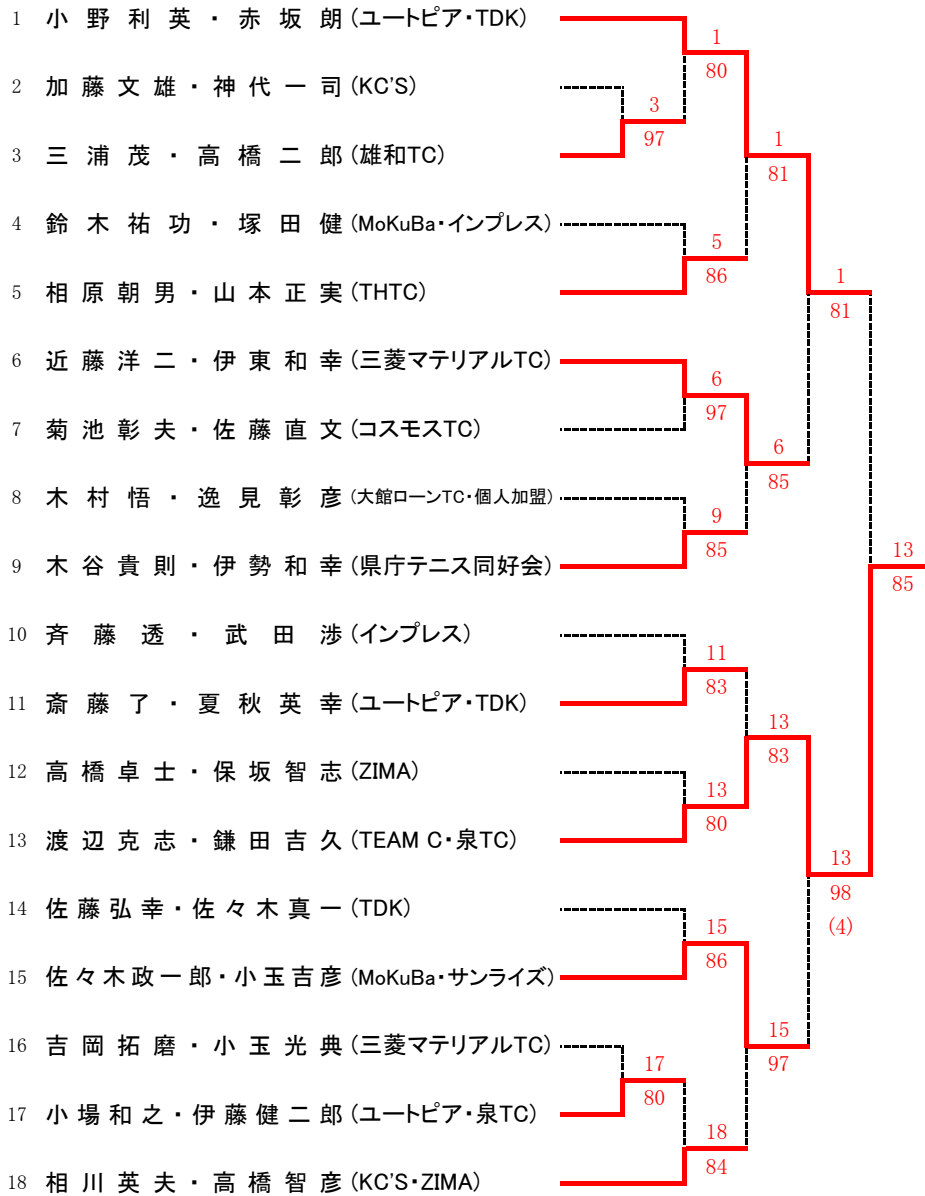 1 小野利英・赤坂朗(ユートピア・TDK)
1
80
2 加藤文雄・神代一司(KC'S)
3
97
3 三浦茂・高橋二郎(雄和TC)
1
81
4 鈴木祐功・塚田健(MoKuBa・インプレス)
5
86
5 相原朝男・山本正実(THTC)
1
81
6 近藤洋二・伊東和幸(三菱マテリアルTC)
6
97
7 菊池彰夫・佐藤直文(コスモスTC)
6
85
8 木村悟・逸見彰彦(大館ローンTC・個人加盟)
9
85
9 木谷貴則・伊勢和幸(県庁テニス同好会)
13
85
10 斉藤透・武田渉(インプレス)
11
83
11 斎藤了・夏秋英幸(ユートピア・TDK)
13
83
12 高橋卓士・保坂智志(ZIMA)
13
80
13 渡辺克志・鎌田吉久(TEAM C・泉TC)
13
98
(4)
14 佐藤弘幸・佐々木真一(TDK)
15
86
15 佐々木政一郎・小玉吉彦(MoKuBa・サンライズ)
15
97
16 吉岡拓磨・小玉光典(三菱マテリアルTC)
17
80
17 小場和之・伊藤健二郎(ユートピア・泉TC)
18
84
18 相川英夫・高橋智彦(KC'S・ZIMA)